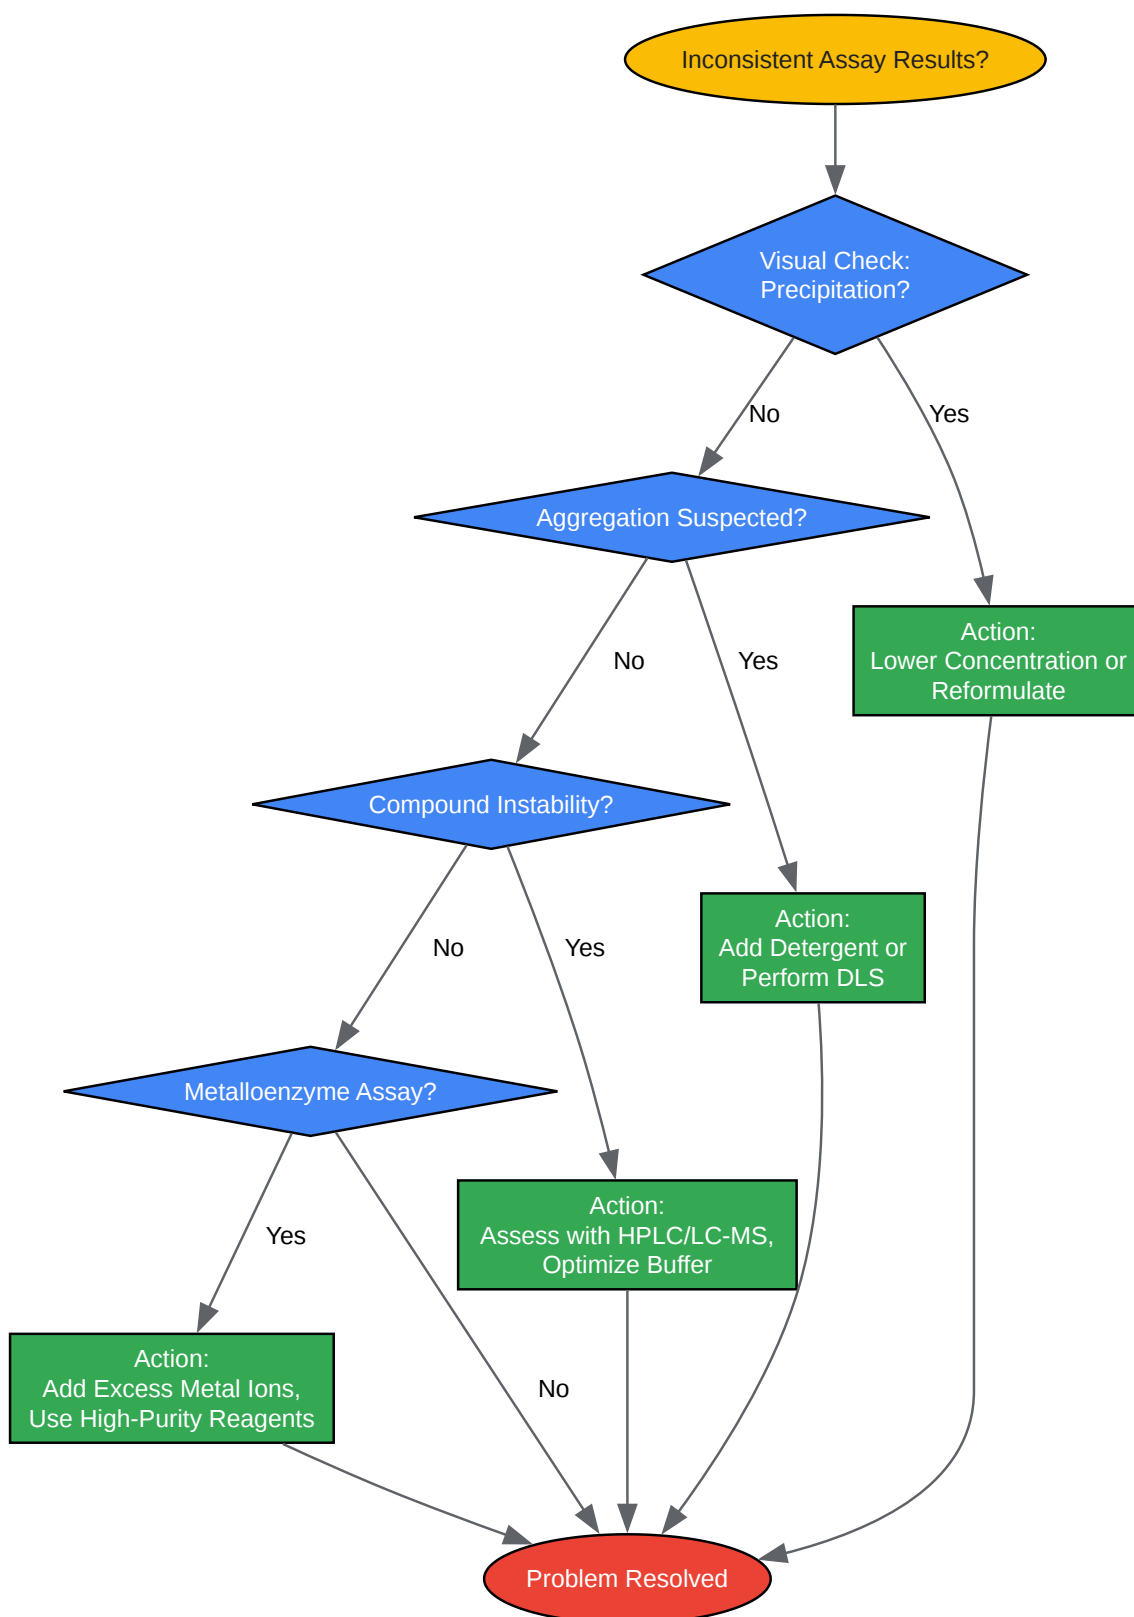 Inconsistent Assay Results?
Visual Check:
Precipitation?
No
Yes
Aggregation Suspected?
Action:
Lower Concentration or
Reformulate
No
Yes
Compound Instability?
Action:
Add Detergent or
Perform DLS
No
Yes
Metalloenzyme Assay?
Action:
Assess with HPLC/LC-MS,
Optimize Buffer
Yes
Action:
Add Excess Metal Ions,
Use High-Purity Reagents
No
Problem Resolved